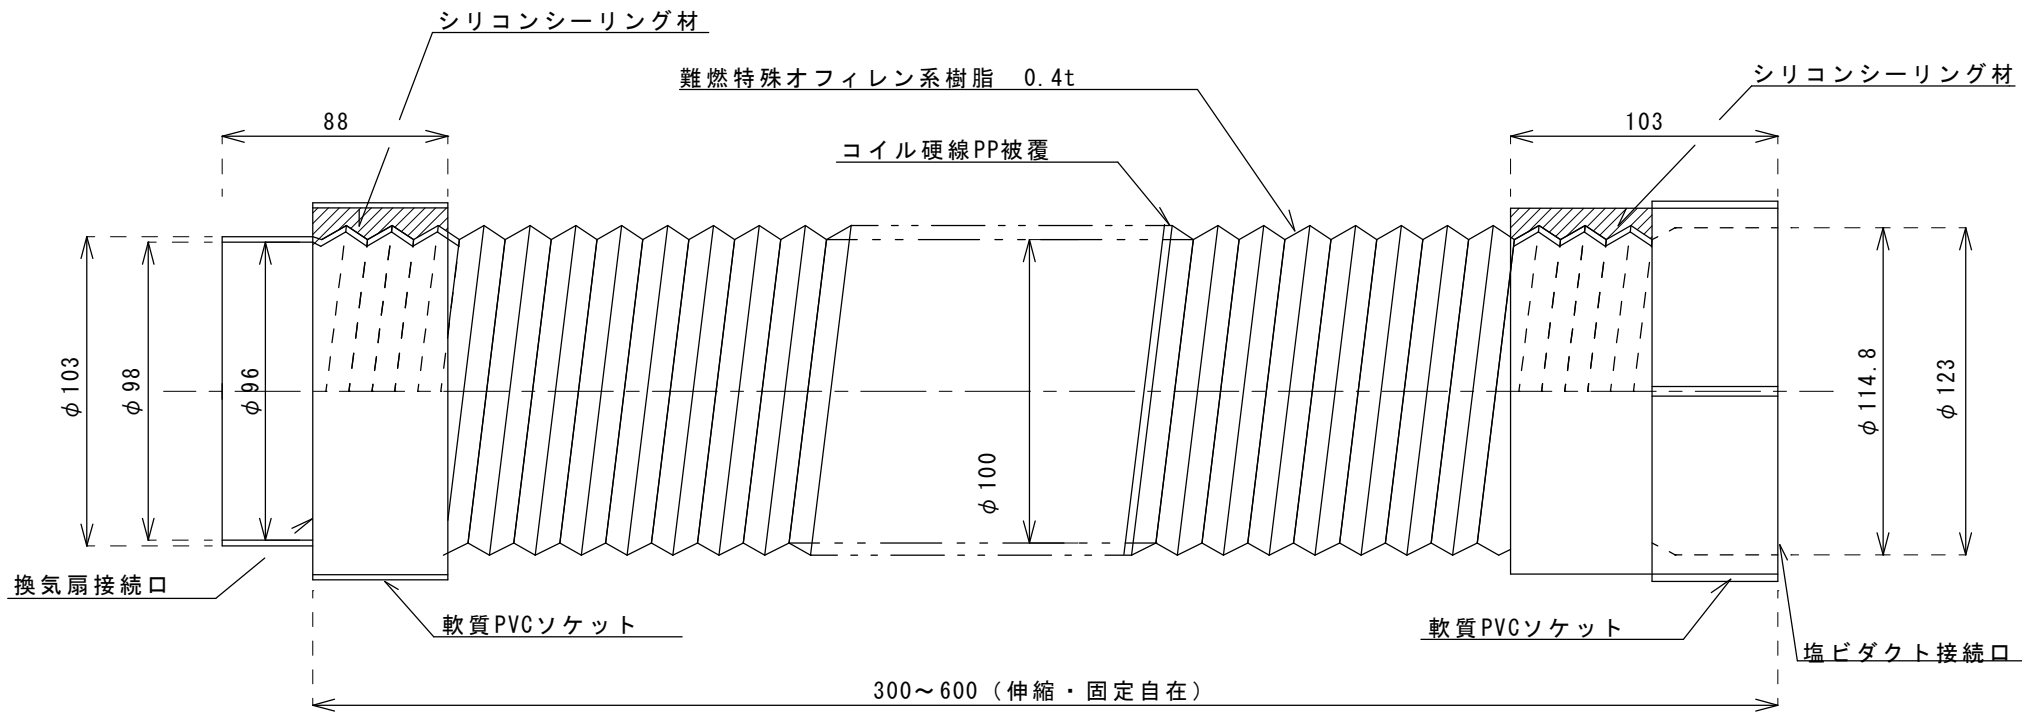 シリコンシーリング材
難燃特殊オフィレン系樹脂 0.4t
シリコンシーリング材
88
103
コイル硬線PP被覆
φ103
φ98
φ96
φ100
φ114.8
φ123
換気扇接続口
軟質PVCソケット
軟質PVCソケット
塩ビダクト接続口
300～600（伸縮・固定自在）